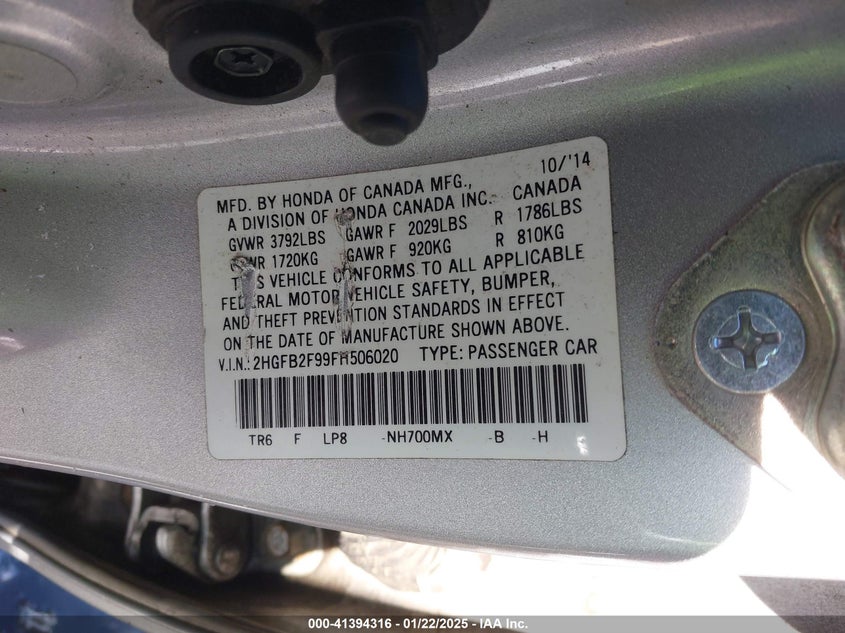 10/'14
MFD. BY HONDA OF CANADA MFG.,
A DIVISION OF HONDA CANADA INC. CANADA
GVWR 3792LBS GAWR F 2029LBS R 1786LBS
GVWR 1720KG GAWR F 920KG R 810KG
THIS VEHICLE CONFORMS TO ALL APPLICABLE
FEDERAL MOTOR VEHICLE SAFETY, BUMPER,
AND THEFT PREVENTION STANDARDS IN EFFECT
ON THE DATE OF MANUFACTURE SHOWN ABOVE.
V.I.N.: 2HGFB2F99FH506020 TYPE: PASSENGER CAR
TR6 F LP8 -NH700MX -B -H
000-41394316 - 01/22/2025 - IAA Inc.